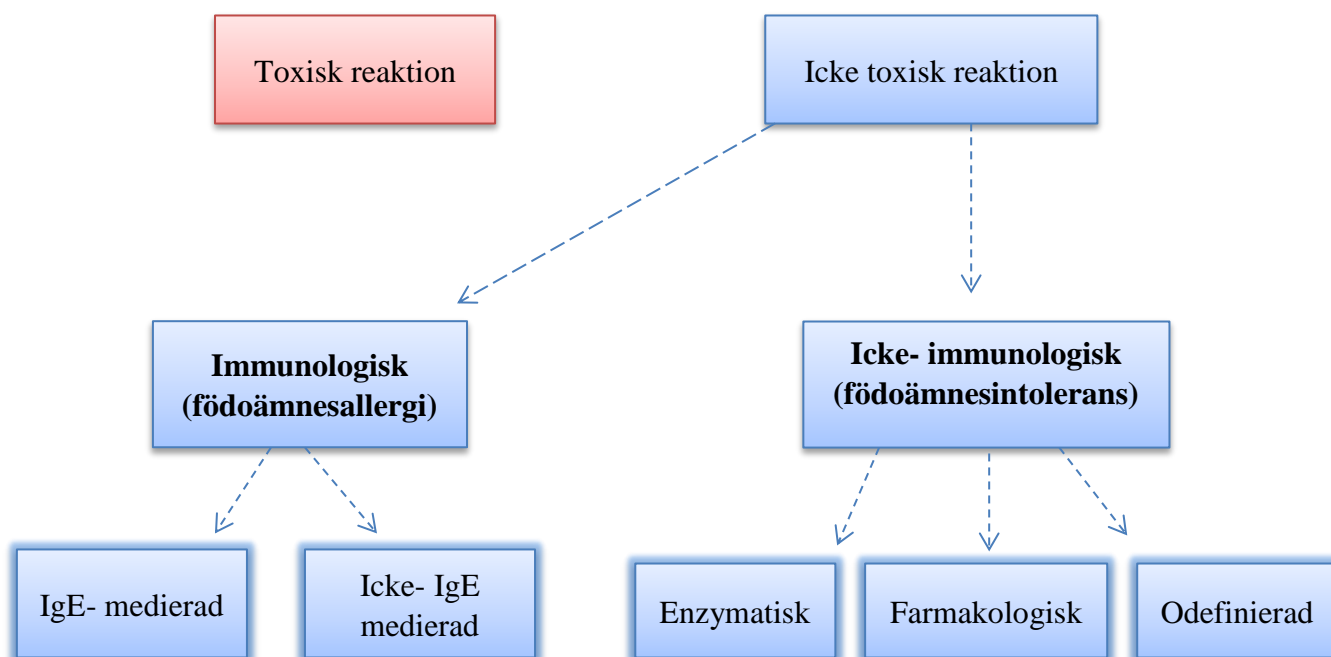 Toxisk reaktion
Icke toxisk reaktion
Immunologisk
(födoämnesallergi)
Icke- immunologisk
(födoämnesintolerans)
IgE- medierad
Icke- IgE
medierad
Enzymatisk
Farmakologisk
Odefinierad